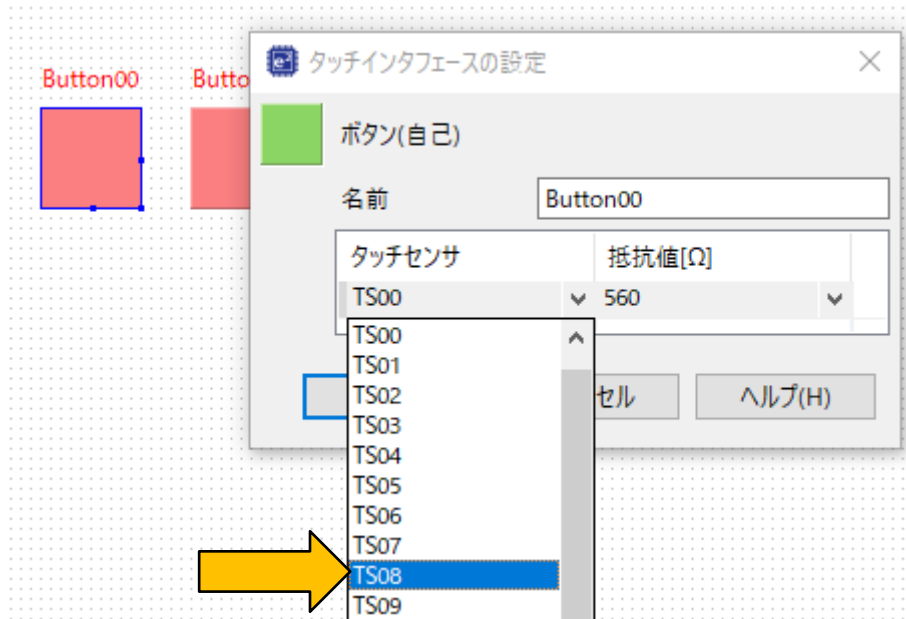 タッチインタフェースの設定
Button00
Butto
ボタン(自己)
名前
Button00
タッチセンサ
抵抗値[Ω]
TS00
560
TS00
TS01
TS02
TS03
TS04
TS05
TS06
TS07
TS08
TS09
セル
ヘルプ(H)